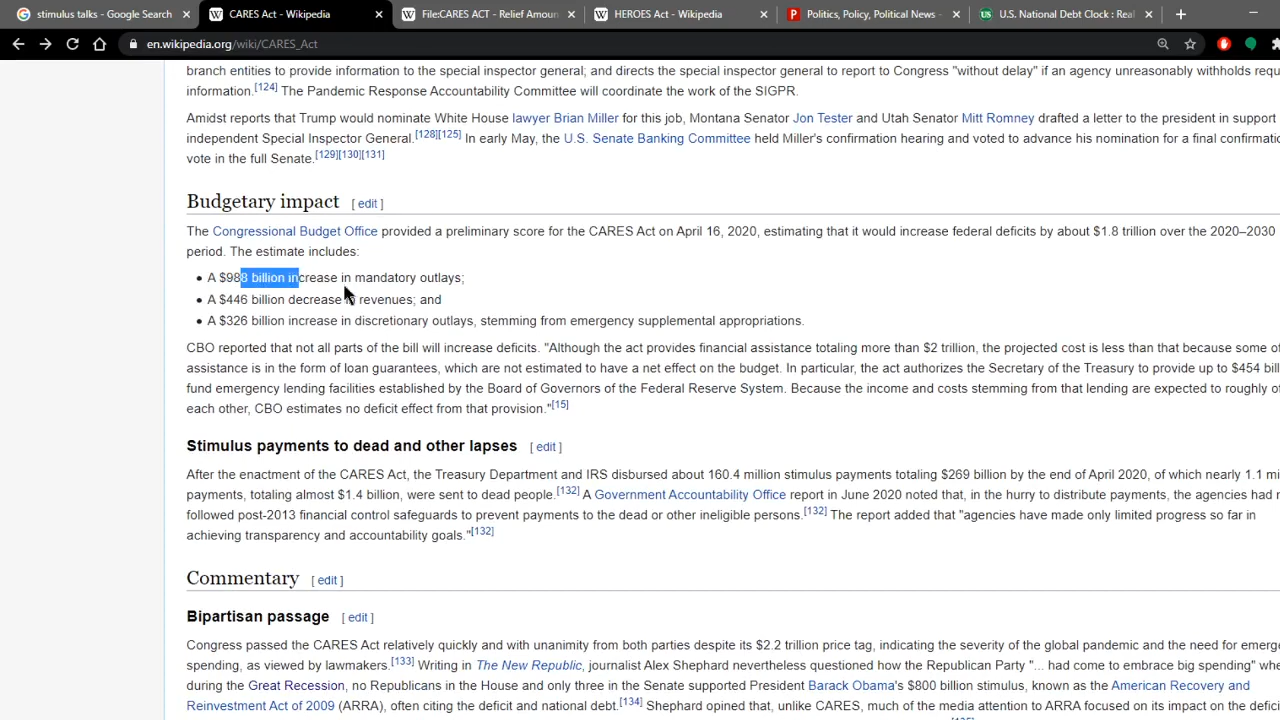 stimulus talks - Google Search
CARES Act - Wikipedia
File:CARES ACT - Relief Amoun
HEROES Act - Wikipedia
Politics, Policy, Political News -
U.S. National Debt Clock : Real
en.wikipedia.org/wiki/CARES_Act
branch entities to provide information to the special inspector general; and directs the special inspector general to report to Congress "without delay" if an agency unreasonably withholds requ
information.[124] The Pandemic Response Accountability Committee will coordinate the work of the SIGPR.
Amidst reports that Trump would nominate White House lawyer Brian Miller for this job, Montana Senator Jon Tester and Utah Senator Mitt Romney drafted a letter to the president in support
independent Special Inspector General.[128][125] In early May, the U.S. Senate Banking Committee held Miller's confirmation hearing and voted to advance his nomination for a final confirmatio
vote in the full Senate.[129][130][131]
Budgetary impact [ edit ]
The Congressional Budget Office provided a preliminary score for the CARES Act on April 16, 2020, estimating that it would increase federal deficits by about $1.8 trillion over the 2020–2030
period. The estimate includes:
• A $988 billion increase in mandatory outlays;
• A $446 billion decrease in revenues; and
• A $326 billion increase in discretionary outlays, stemming from emergency supplemental appropriations.
CBO reported that not all parts of the bill will increase deficits. "Although the act provides financial assistance totaling more than $2 trillion, the projected cost is less than that because some of
assistance is in the form of loan guarantees, which are not estimated to have a net effect on the budget. In particular, the act authorizes the Secretary of the Treasury to provide up to $454 bill
fund emergency lending facilities established by the Board of Governors of the Federal Reserve System. Because the income and costs stemming from that lending are expected to roughly of
each other, CBO estimates no deficit effect from that provision."[15]
Stimulus payments to dead and other lapses [ edit ]
After the enactment of the CARES Act, the Treasury Department and IRS disbursed about 160.4 million stimulus payments totaling $269 billion by the end of April 2020, of which nearly 1.1 mi
payments, totaling almost $1.4 billion, were sent to dead people.[132] A Government Accountability Office report in June 2020 noted that, in the hurry to distribute payments, the agencies had n
followed post-2013 financial control safeguards to prevent payments to the dead or other ineligible persons.[132] The report added that "agencies have made only limited progress so far in
achieving transparency and accountability goals."[132]
Commentary [ edit ]
Bipartisan passage [ edit ]
Congress passed the CARES Act relatively quickly and with unanimity from both parties despite its $2.2 trillion price tag, indicating the severity of the global pandemic and the need for emerge
spending, as viewed by lawmakers.[133] Writing in The New Republic, journalist Alex Shephard nevertheless questioned how the Republican Party "... had come to embrace big spending" whe
during the Great Recession, no Republicans in the House and only three in the Senate supported President Barack Obama's $800 billion stimulus, known as the American Recovery and
Reinvestment Act of 2009 (ARRA), often citing the deficit and national debt.[134] Shephard opined that, unlike CARES, much of the media attention to ARRA focused on its impact on the defici